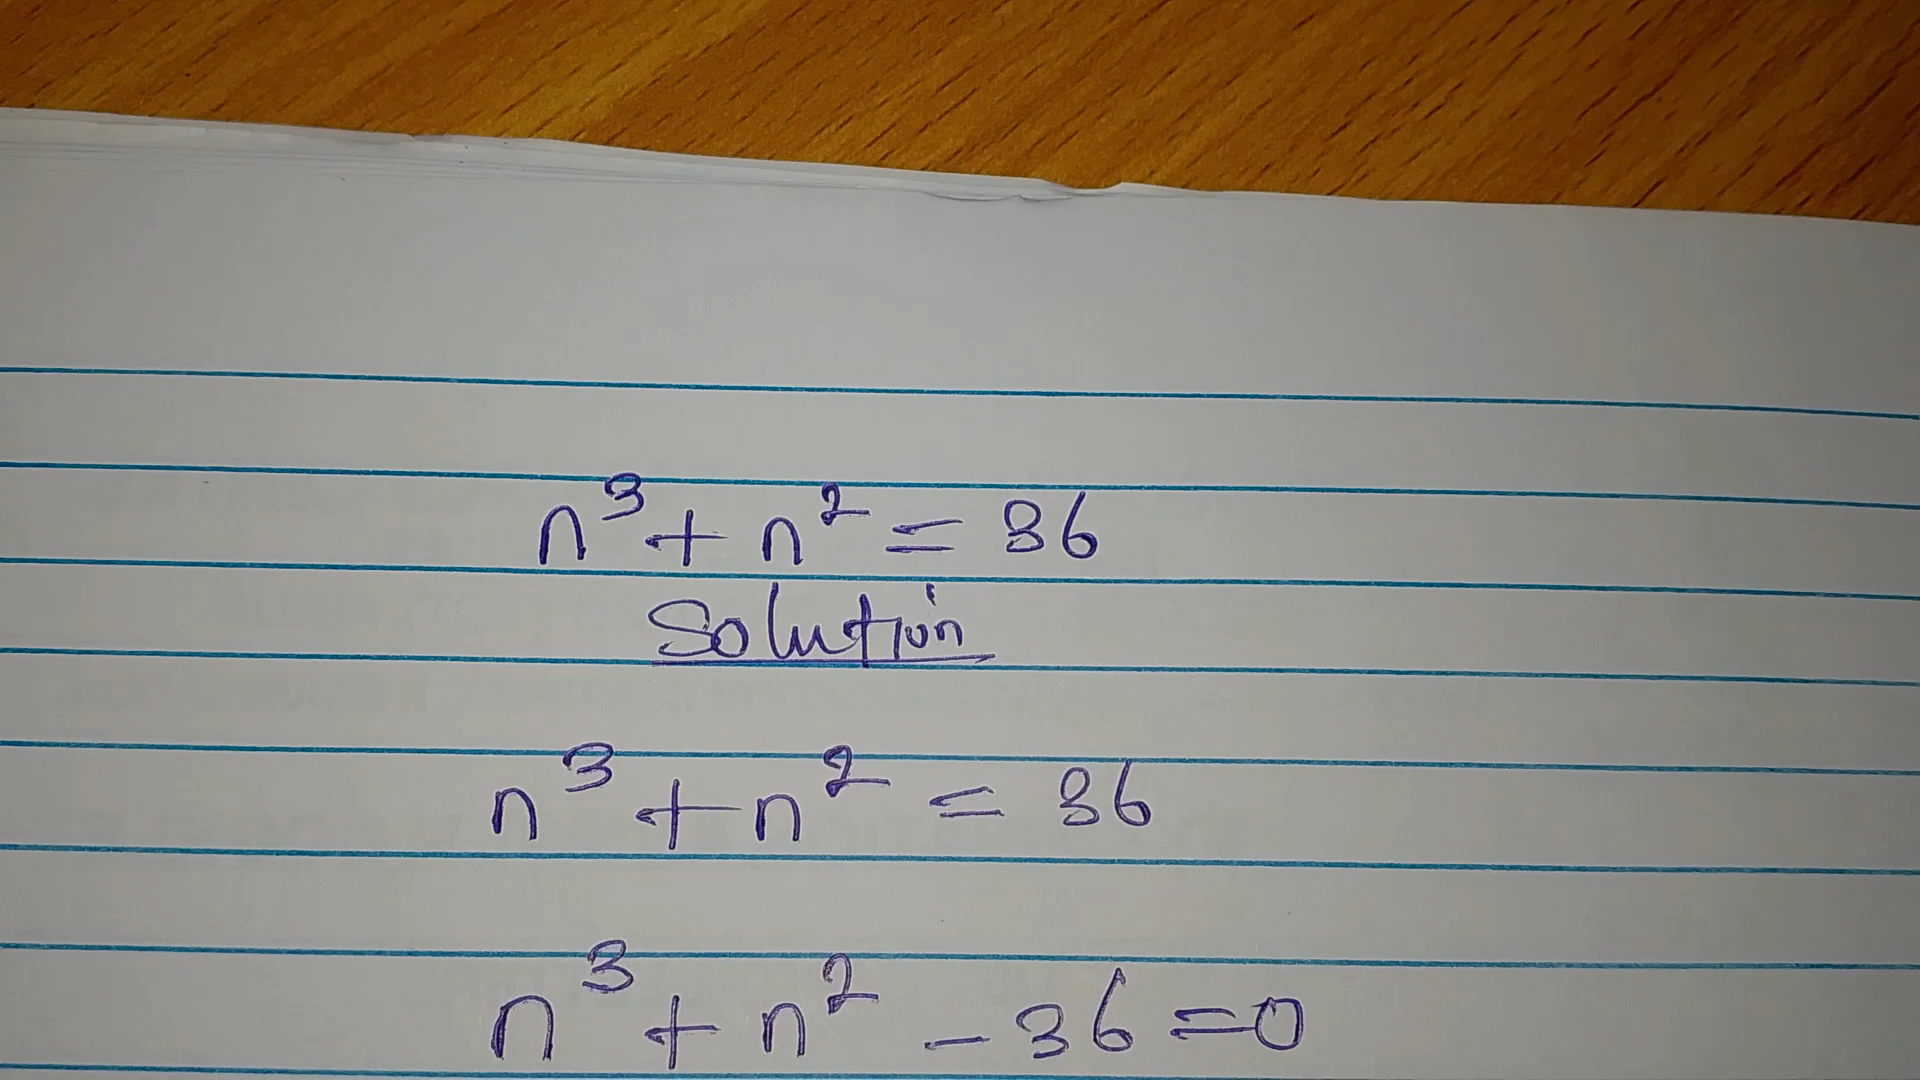 n³ + n² = 36
Solution
n³ + n² = 36
n³ + n² - 36 = 0